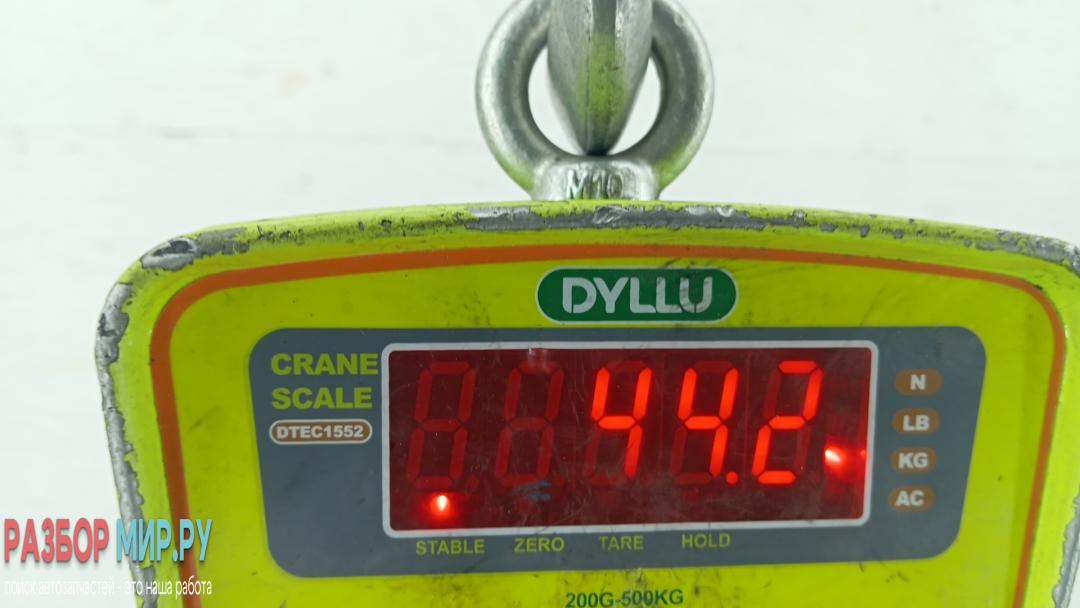 M10
DYLLU
CRANE
SCALE
DTEC1552
44.2
N
LB
KG
AC
STABLE ZERO TARE HOLD
200G-500KG
РАЗБОР МИР.РУ
поиск автозапчастей - это наша работа